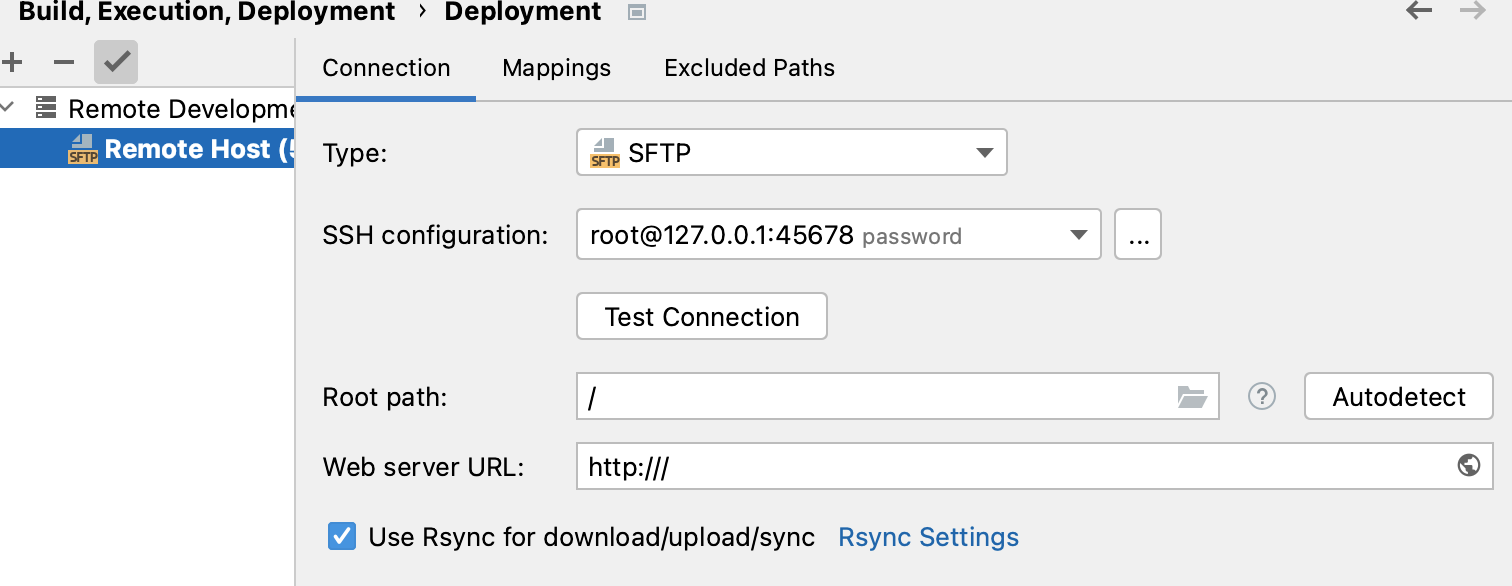 Build, Execution, Deployment › Deployment
Connection Mappings Excluded Paths
Remote Developme
SFTP Remote Host (5
Type: SFTP SFTP
SSH configuration: root@127.0.0.1:45678 password ...
Test Connection
Root path: / ? Autodetect
Web server URL: http:///
Use Rsync for download/upload/sync Rsync Settings